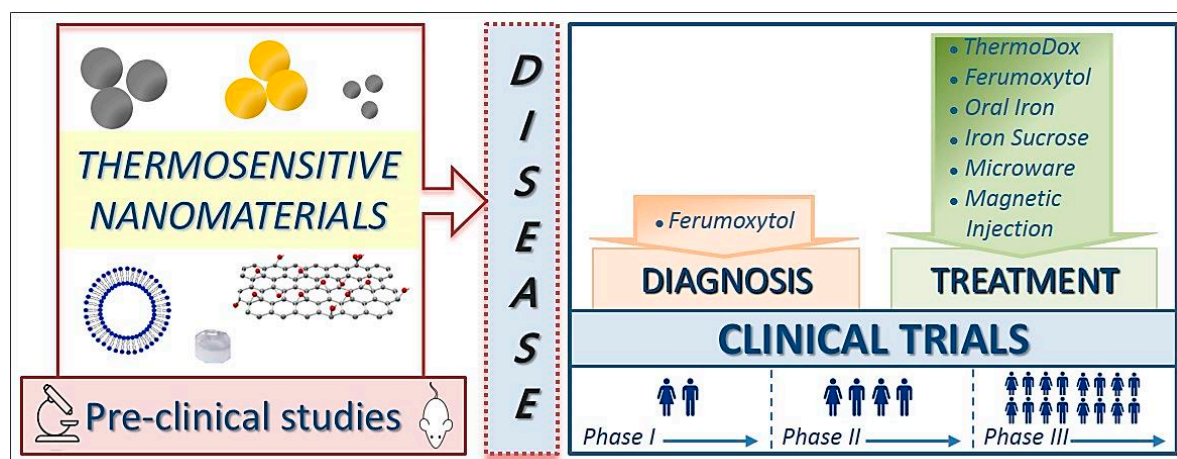 THERMOSENSITIVE
NANOMATERIALS
Pre-clinical studies
DISEASE
• Ferumoxytol
DIAGNOSIS
• ThermoDox
• Ferumoxytol
• Oral Iron
• Iron Sucrose
• Microware
• Magnetic
Injection
TREATMENT
CLINICAL TRIALS
Phase I
Phase II
Phase III